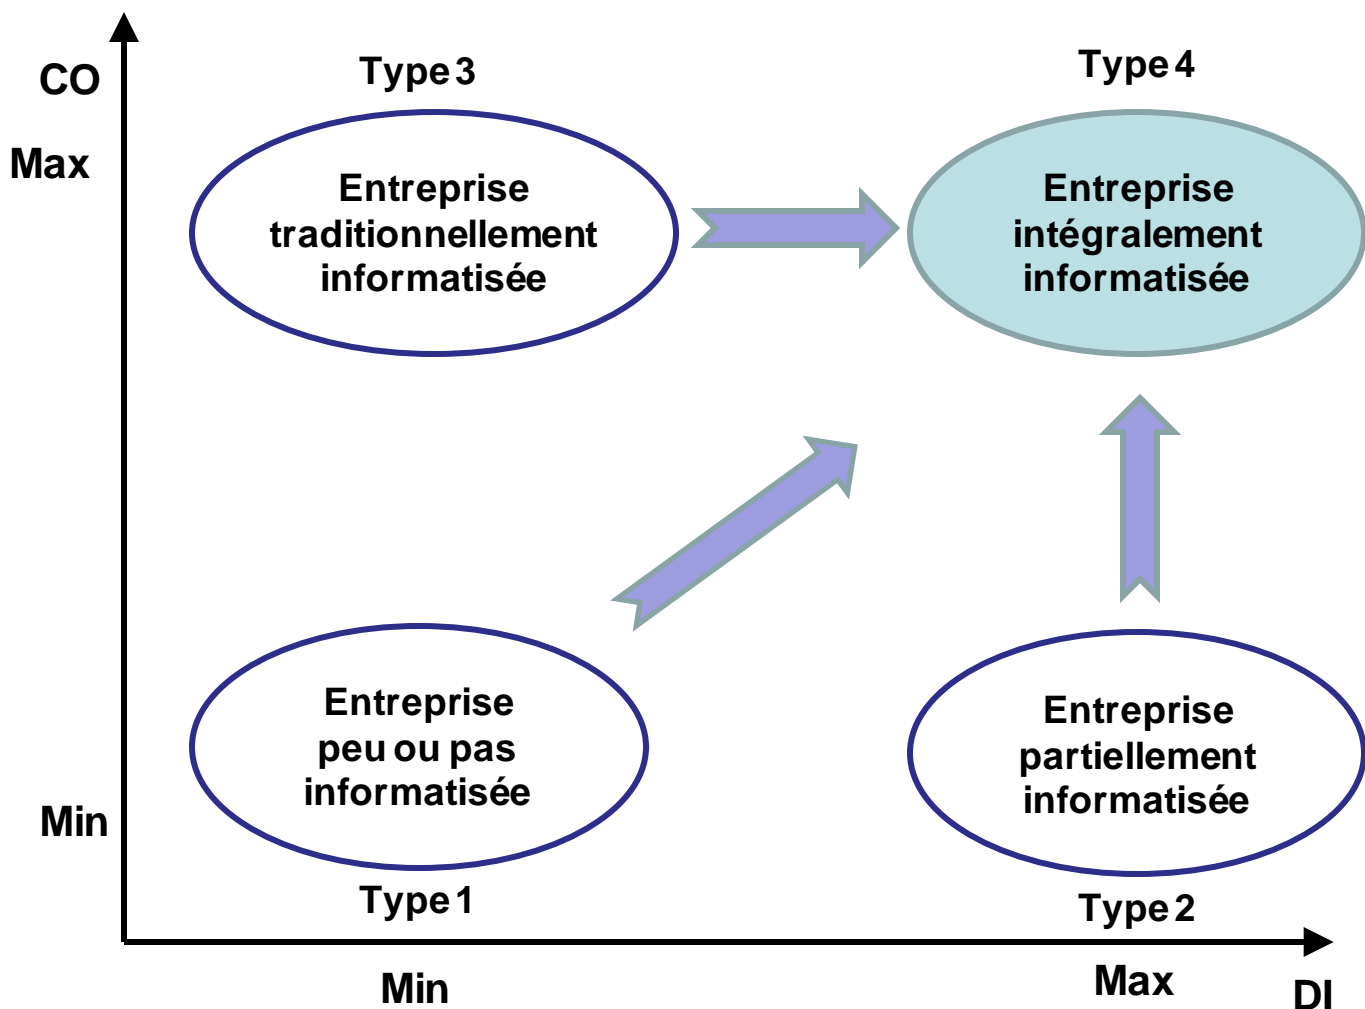 CO
Max
Type 3
Entreprise
traditionnellement
informatisée
Type 4
Entreprise
intégralement
informatisée
Entreprise
peu ou pas
informatisée
Type 1
Entreprise
partiellement
informatisée
Type 2
Min
Min
Max
DI